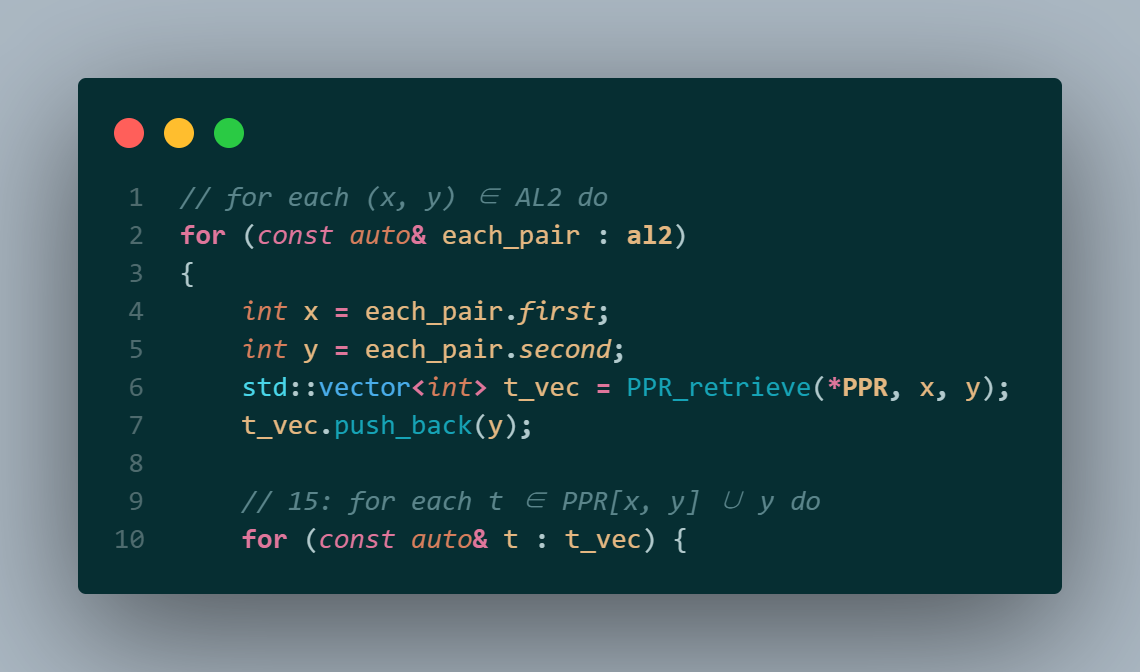 1 // for each (x, y) ∈ AL2 do
2 for (const auto& each_pair : al2)
3 {
4     int x = each_pair.first;
5     int y = each_pair.second;
6     std::vector<int> t_vec = PPR_retrieve(*PPR, x, y);
7     t_vec.push_back(y);
8
9     // 15: for each t ∈ PPR[x, y] ∪ y do
10     for (const auto& t : t_vec) {